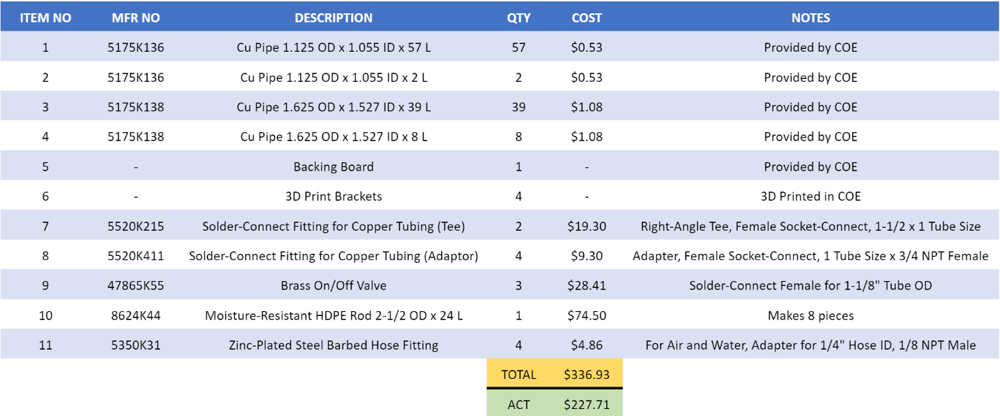 ITEM NO MFR NO DESCRIPTION QTY COST NOTES
1 5175K136 Cu Pipe 1.125 OD x 1.055 ID x 57 L 57 $0.53 Provided by COE
2 5175K136 Cu Pipe 1.125 OD x 1.055 ID x 2 L 2 $0.53 Provided by COE
3 5175K138 Cu Pipe 1.625 OD x 1.527 ID x 39 L 39 $1.08 Provided by COE
4 5175K138 Cu Pipe 1.625 OD x 1.527 ID x 8 L 8 $1.08 Provided by COE
5 - Backing Board 1 - Provided by COE
6 - 3D Print Brackets 4 - 3D Printed in COE
7 5520K215 Solder-Connect Fitting for Copper Tubing (Tee) 2 $19.30 Right-Angle Tee, Female Socket-Connect, 1-1/2 x 1 Tube Size
8 5520K411 Solder-Connect Fitting for Copper Tubing (Adaptor) 4 $9.30 Adapter, Female Socket-Connect, 1 Tube Size x 3/4 NPT Female
9 47865K55 Brass On/Off Valve 3 $28.41 Solder-Connect Female for 1-1/8" Tube OD
10 8624K44 Moisture-Resistant HDPE Rod 2-1/2 OD x 24 L 1 $74.50 Makes 8 pieces
11 5350K31 Zinc-Plated Steel Barbed Hose Fitting 4 $4.86 For Air and Water, Adapter for 1/4" Hose ID, 1/8 NPT Male
TOTAL $336.93
ACT $227.71